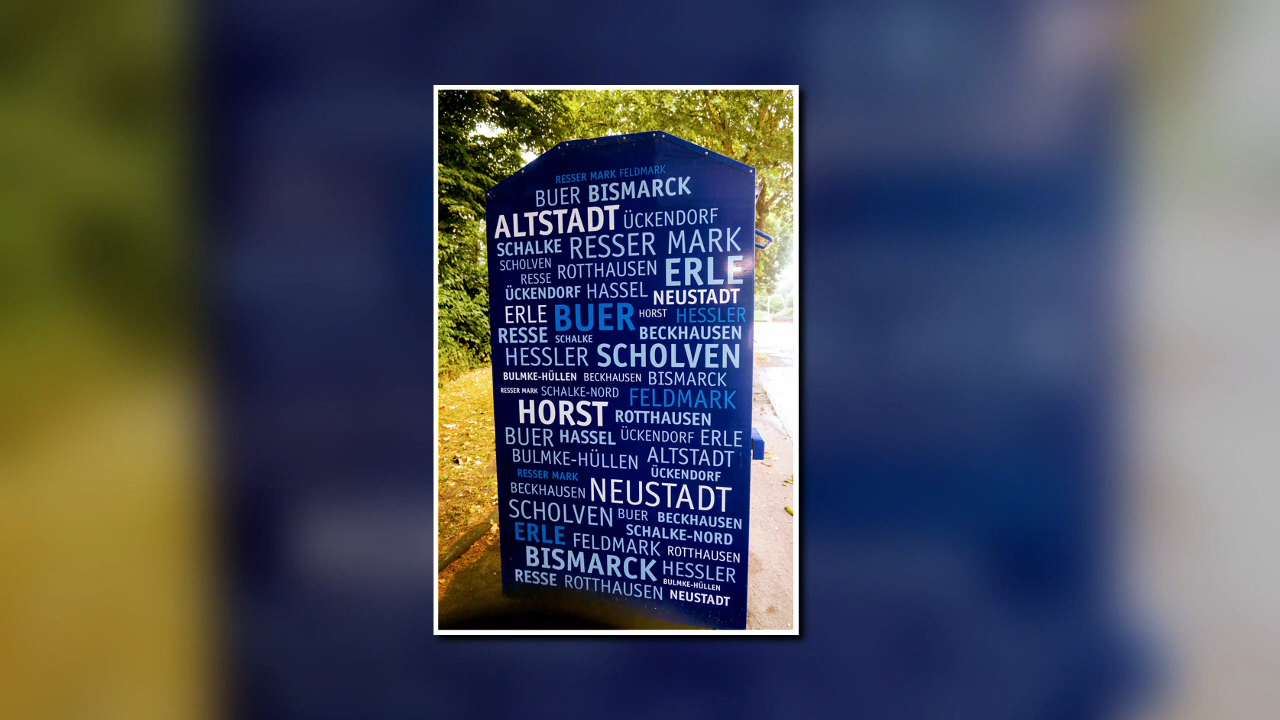 RESSER MARK FELDMARK
BUER BISMARCK
ALTSTADT ÜCKENDORF
SCHALKE RESSER MARK
SCHOLVEN ROTTHAUSEN ERLE
RESSE
ÜCKENDORF HASSEL NEUSTADT
ERLE BUER HORST HESSLER
RESSE SCHALKE BECKHAUSEN
HESSLER SCHOLVEN
BULMKE-HÜLLEN BECKHAUSEN BISMARCK
RESSER MARK SCHALKE-NORD FELDMARK
HORST ROTTHAUSEN
BUER HASSEL ÜCKENDORF ERLE
BULMKE-HÜLLEN ALTSTADT
RESSER MARK ÜCKENDORF
BECKHAUSEN NEUSTADT
SCHOLVEN BUER BECKHAUSEN
ERLE SCHALKE-NORD
FELDMARK ROTTHAUSEN
BISMARCK HESSLER
RESSE ROTTHAUSEN BULMKE-HÜLLEN
NEUSTADT